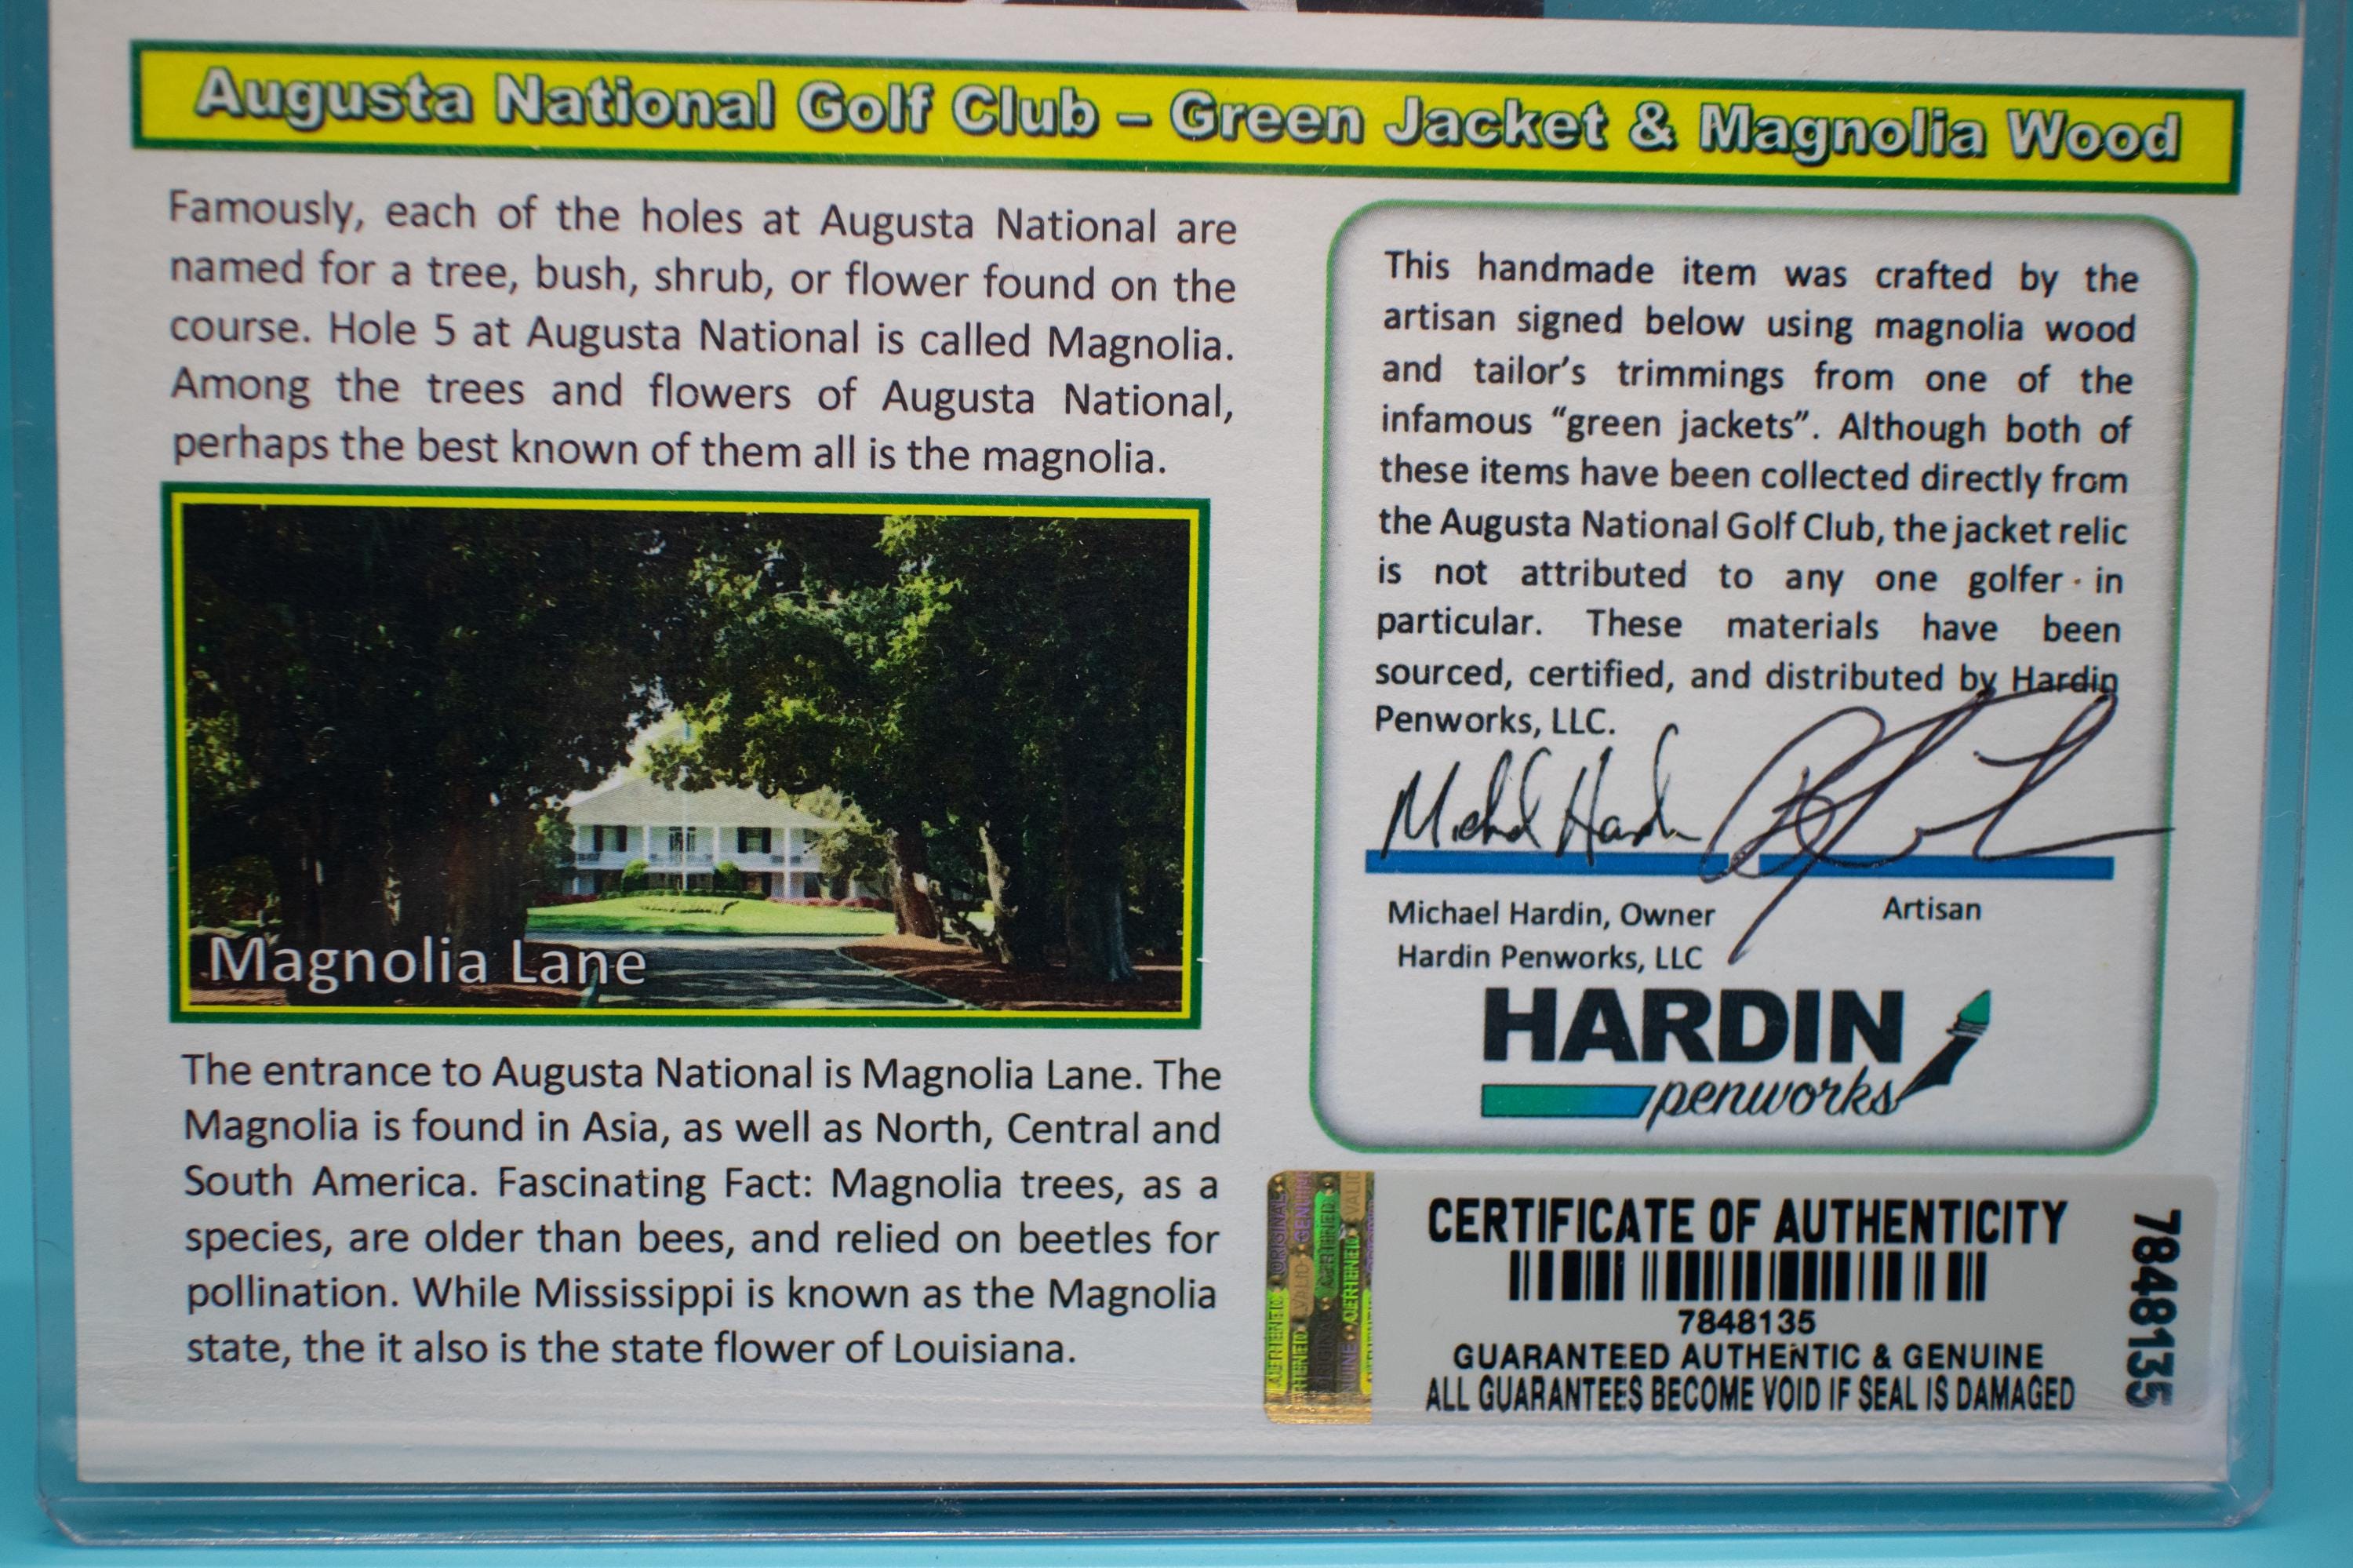 Augusta National Golf Club – Green Jacket & Magnolia Wood
Famously, each of the holes at Augusta National are
named for a tree, bush, shrub, or flower found on the
course. Hole 5 at Augusta National is called Magnolia.
Among the trees and flowers of Augusta National,
perhaps the best known of them all is the magnolia.
Magnolia Lane
The entrance to Augusta National is Magnolia Lane. The
Magnolia is found in Asia, as well as North, Central and
South America. Fascinating Fact: Magnolia trees, as a
species, are older than bees, and relied on beetles for
pollination. While Mississippi is known as the Magnolia
state, the it also is the state flower of Louisiana.
This handmade item was crafted by the
artisan signed below using magnolia wood
and tailor's trimmings from one of the
infamous “green jackets”. Although both of
these items have been collected directly from
the Augusta National Golf Club, the jacket relic
is not attributed to any one golfer in
particular. These materials have been
sourced, certified, and distributed by Hardin
Penworks, LLC.
Michael Hardin
Michael Hardin, Owner
Hardin Penworks, LLC
Artisan
HARDIN
penworks
CERTIFICATE OF AUTHENTICITY
7848135
GUARANTEED AUTHENTIC & GENUINE
ALL GUARANTEES BECOME VOID IF SEAL IS DAMAGED
7848135